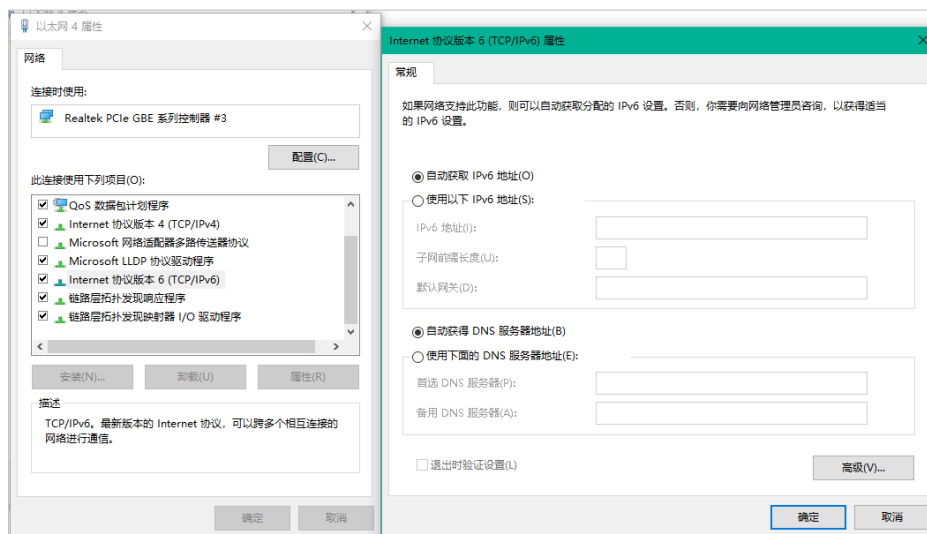 以太网 4 属性
网络
连接时使用:
Realtek PCIe GBE 系列控制器 #3
配置(C)...
此连接使用下列项目(O):
QoS 数据包计划程序
Internet 协议版本 4 (TCP/IPv4)
Microsoft 网络适配器多路传送器协议
Microsoft LLDP 协议驱动程序
Internet 协议版本 6 (TCP/IPv6)
链路层拓扑发现响应程序
链路层拓扑发现映射器 I/O 驱动程序
安装(N)...
卸载(U)
属性(R)
描述
TCP/IPv6。最新版本的 Internet 协议，可以跨多个相互连接的
网络进行通信。
确定
取消
Internet 协议版本 6 (TCP/IPv6) 属性
常规
如果网络支持此功能，则可以自动获取分配的 IPv6 设置。否则，你需要向网络管理员咨询，以获得适当
的 IPv6 设置。
自动获取 IPv6 地址(O)
使用以下 IPv6 地址(S):
IPv6 地址(I):
子网前缀长度(U):
默认网关(D):
自动获得 DNS 服务器地址(B)
使用下面的 DNS 服务器地址(E):
首选 DNS 服务器(P):
备用 DNS 服务器(A):
退出时验证设置(L)
高级(V)...
确定
取消